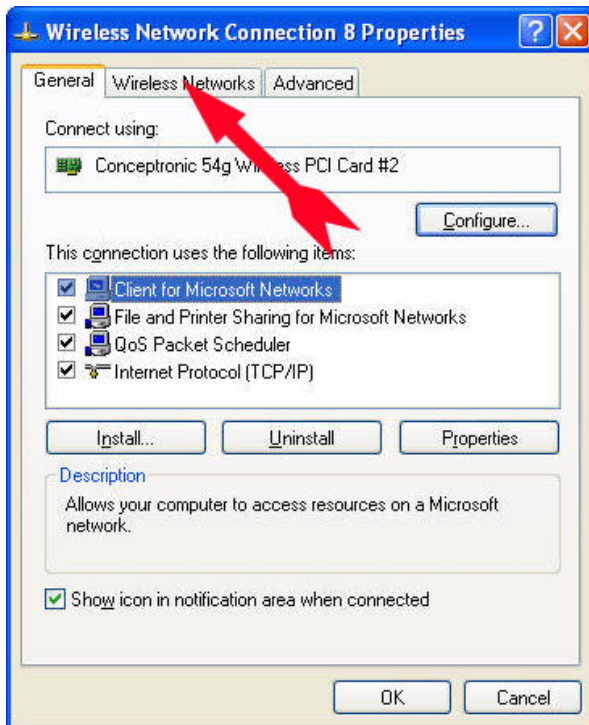 Wireless Network Connection 8 Properties
General
Wireless Networks
Advanced
Connect using:
Conceptronic 54g Wireless PCI Card #2
Configure...
This connection uses the following items:
Client for Microsoft Networks
File and Printer Sharing for Microsoft Networks
QoS Packet Scheduler
Internet Protocol (TCP/IP)
Install...
Uninstall
Properties
Description
Allows your computer to access resources on a Microsoft
network.
Show icon in notification area when connected
OK
Cancel